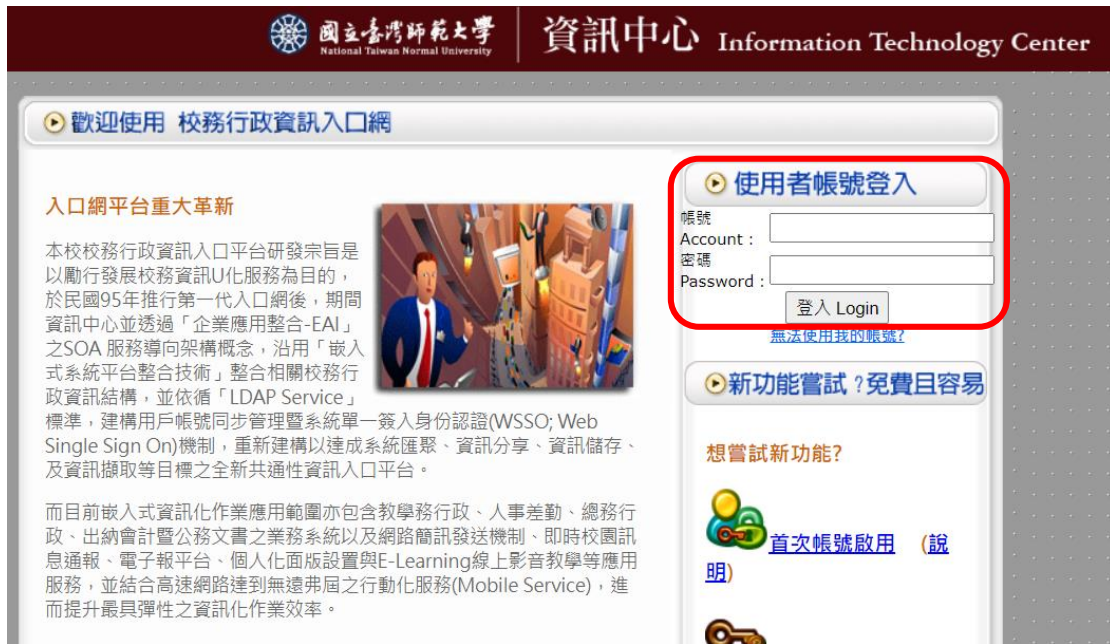 國立臺灣師範大學
National Taiwan Normal University
資訊中心 Information Technology Center
歡迎使用 校務行政資訊入口網
入口網平台重大革新
本校校務行政資訊入口平台研發宗旨是
以勵行發展校務資訊U化服務為目的，
於民國95年推行第一代入口網後，期間
資訊中心並透過「企業應用整合-EAI」
之SOA 服務導向架構概念，沿用「嵌入
式系統平台整合技術」整合相關校務行
政資訊結構，並依循「LDAP Service」
標準，建構用戶帳號同步管理暨系統單一簽入身份認證(WSSO; Web
Single Sign On)機制，重新建構以達成系統匯聚、資訊分享、資訊儲存、
及資訊擷取等目標之全新共通性資訊入口平台。
而目前嵌入式資訊化作業應用範圍亦包含教學務行政、人事差勤、總務行
政、出納會計暨公務文書之業務系統以及網路簡訊發送機制、即時校園訊
息通報、電子報平台、個人化面版設置與E-Learning線上影音教學等應用
服務，並結合高速網路達到無遠弗屆之行動化服務(Mobile Service)，進
而提升最具彈性之資訊化作業效率。
使用者帳號登入
帳號
Account：
密碼
Password：
登入 Login
無法使用我的帳號?
新功能嘗試？免費且容易
想嘗試新功能?
首次帳號啟用 (說
明)